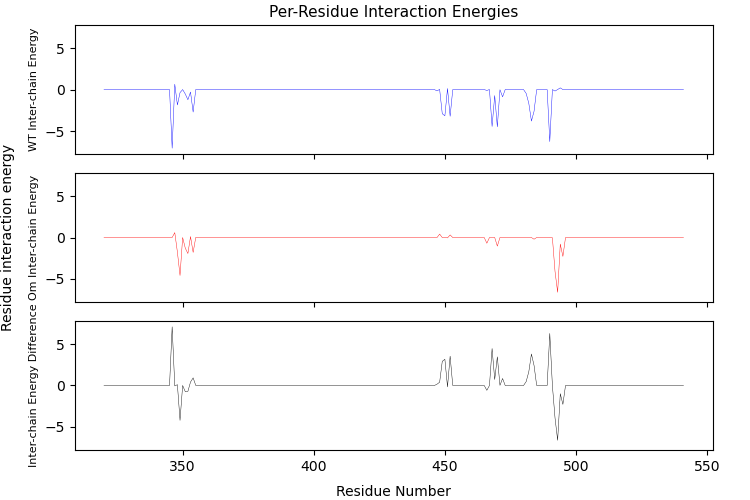 Per-Residue Interaction Energies
Residue interaction energy
WT Inter-chain Energy
5
0
−5
Om Inter-chain Energy
5
0
−5
Inter-chain Energy Difference
5
0
−5
350
400
450
500
550
Residue Number